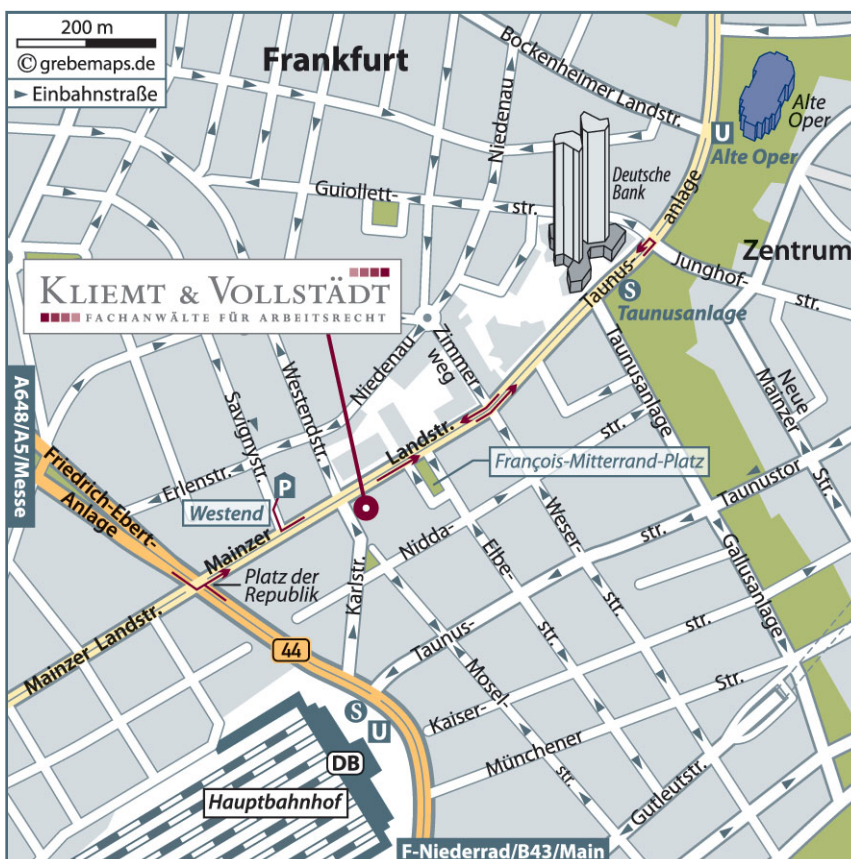 200 m
© grebemaps.de
Einbahnstraße
Frankfurt
Bockenheimer Landstr.
Niedenau
Niedenau
Alte
Oper
U
Alte Oper
Deutsche
Bank
Guiollett-
str.
anlage
Taunus-
Zentrum
Junghof-
str.
S
Taunusanlage
KLIEMT & VOLLSTÄDT
FACHANWÄLTE FÜR ARBEITSRECHT
Zimmer
weg
Niedenau
Westendstr.
Savignystr.
Taunusanlage
Neue
Mainzer
Str.
A648/A5/Messe
Friedrich-Ebert-
Anlage
Erlenstr.
P
Westend
Mainzer
Landstr.
François-Mitterrand-Platz
str.
Taunustor
Nidda-
Elbe-
Weser-
str.
Gallusanlage
Platz der
Republik
Karlstr.
Mainzer Landstr.
44
Taunus-
str.
Mosel-
str.
str.
str.
Kaiser-
Str.
S
U
Münchener
DB
Hauptbahnhof
Gutleutstr.
F-Niederrad/B43/Main